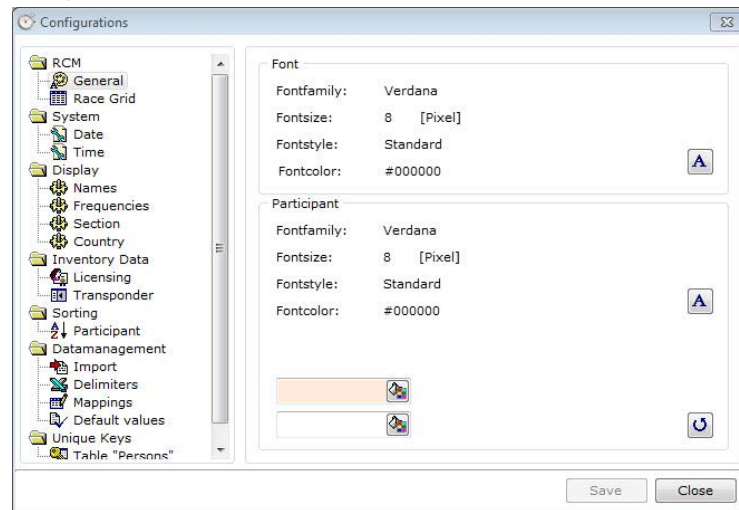 Configurations
RCM
General
Race Grid
System
Date
Time
Display
Names
Frequencies
Section
Country
Inventory Data
Licensing
Transponder
Sorting
Participant
Datamanagement
Import
Delimiters
Mappings
Default values
Unique Keys
Table "Persons"
Font
Fontfamily: Verdana
Fontsize: 8 [Pixel]
Fontstyle: Standard
Fontcolor: #000000
A
Participant
Fontfamily: Verdana
Fontsize: 8 [Pixel]
Fontstyle: Standard
Fontcolor: #000000
A
Save Close